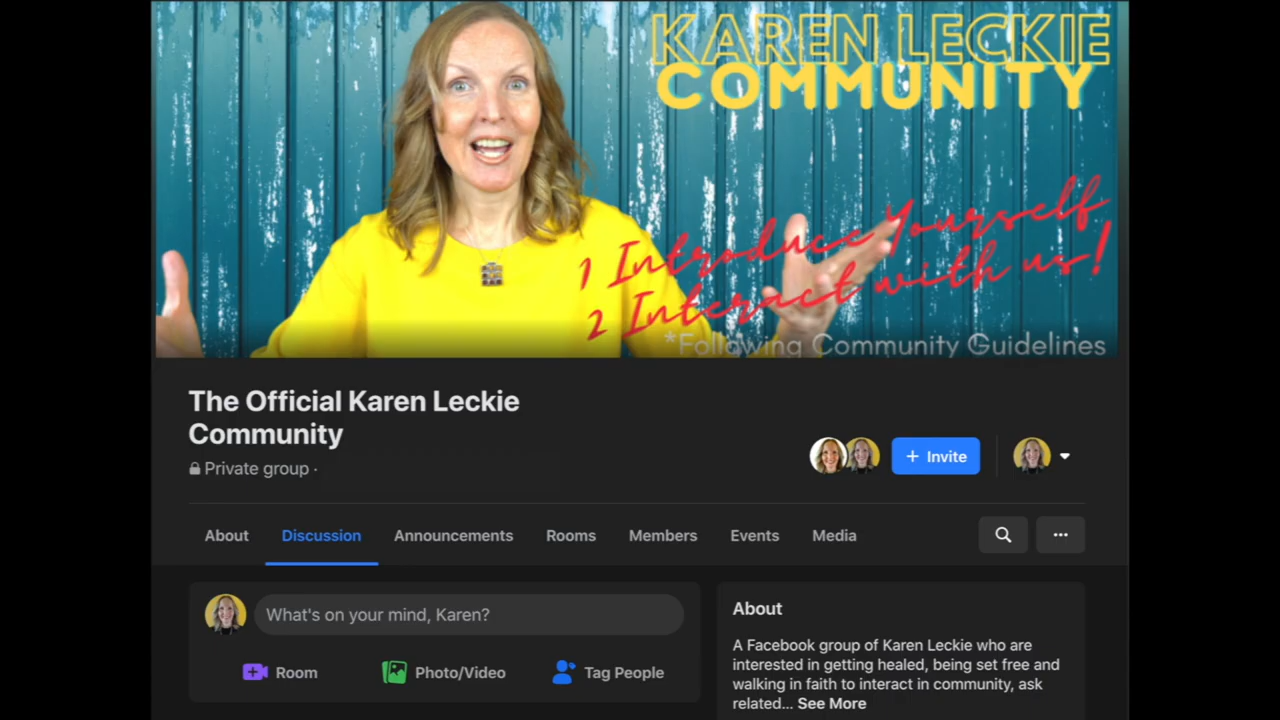 KAREN LECKIE
COMMUNITY
1 Introduce Yourself
2 Interact with us!
*Following Community Guidelines
The Official Karen Leckie
Community
Private group ·
+ Invite
About
Discussion
Announcements
Rooms
Members
Events
Media
What's on your mind, Karen?
Room
Photo/Video
Tag People
About
A Facebook group of Karen Leckie who are
interested in getting healed, being set free and
walking in faith to interact in community, ask
related... See More